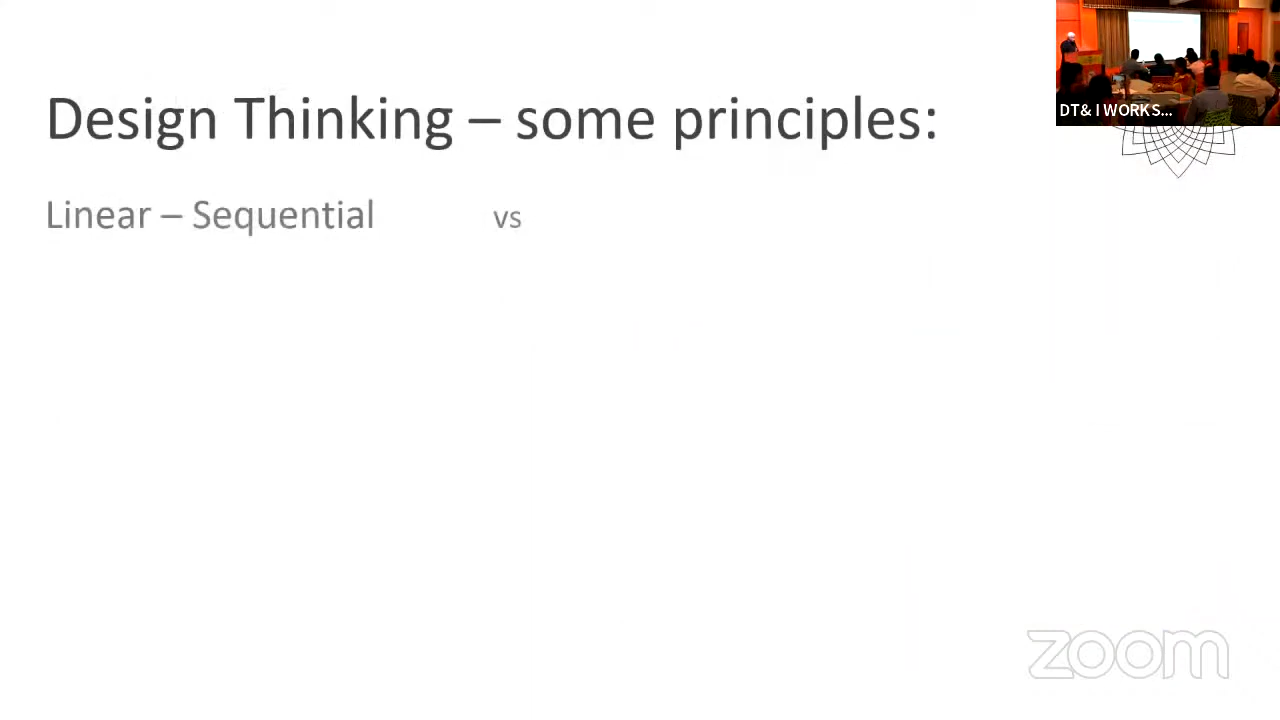 DT& I WORKS...
Design Thinking – some principles:
Linear – Sequential vs
zoom